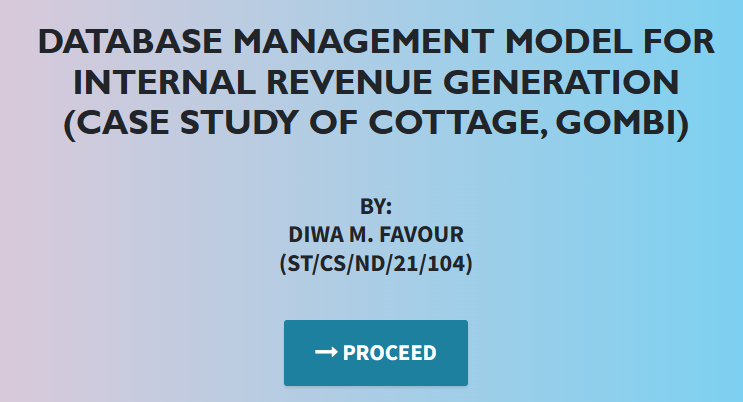 DATABASE MANAGEMENT MODEL FOR
INTERNAL REVENUE GENERATION
(CASE STUDY OF COTTAGE, GOMBI)
BY:
DIWA M. FAVOUR
(ST/CS/ND/21/104)
→ PROCEED